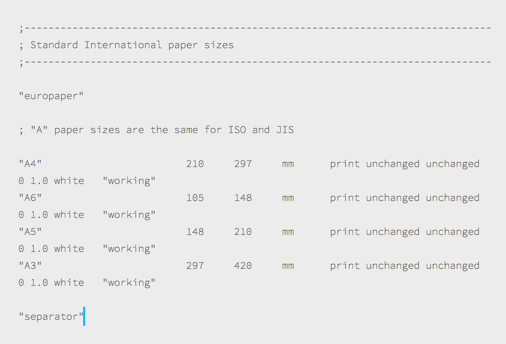 ;------------------------------------------------------------------------------
; Standard International paper sizes
;------------------------------------------------------------------------------
"europaper"
; "A" paper sizes are the same for ISO and JIS
"A4" 210 297 mm print unchanged unchanged
0 1.0 white "working"
"A6" 105 148 mm print unchanged unchanged
0 1.0 white "working"
"A5" 148 210 mm print unchanged unchanged
0 1.0 white "working"
"A3" 297 420 mm print unchanged unchanged
0 1.0 white "working"
"separator"